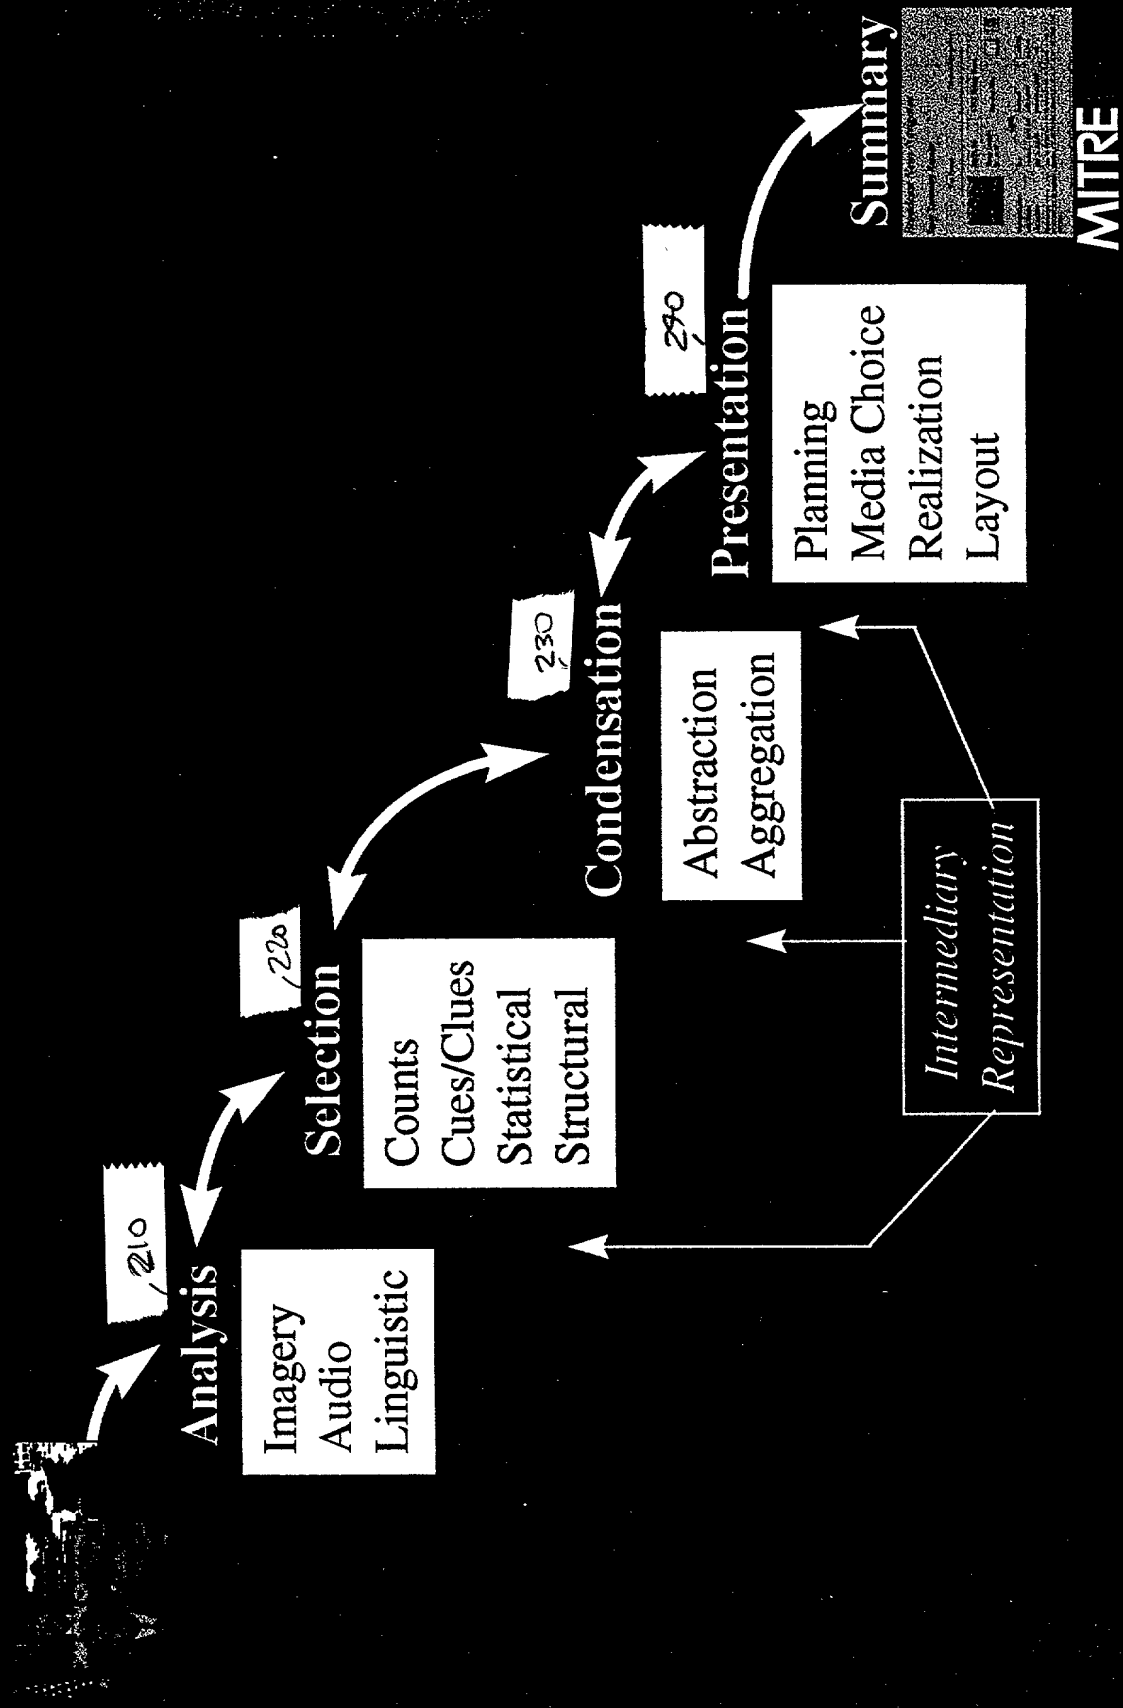 210
Analysis
Imagery
Audio
Linguistic
220
Selection
Counts
Cues/Clues
Statistical
Structural
230
Condensation
Abstraction
Aggregation
240
Presentation
Planning
Media Choice
Realization
Layout
Summary
MITRE
Intermediary
Representation